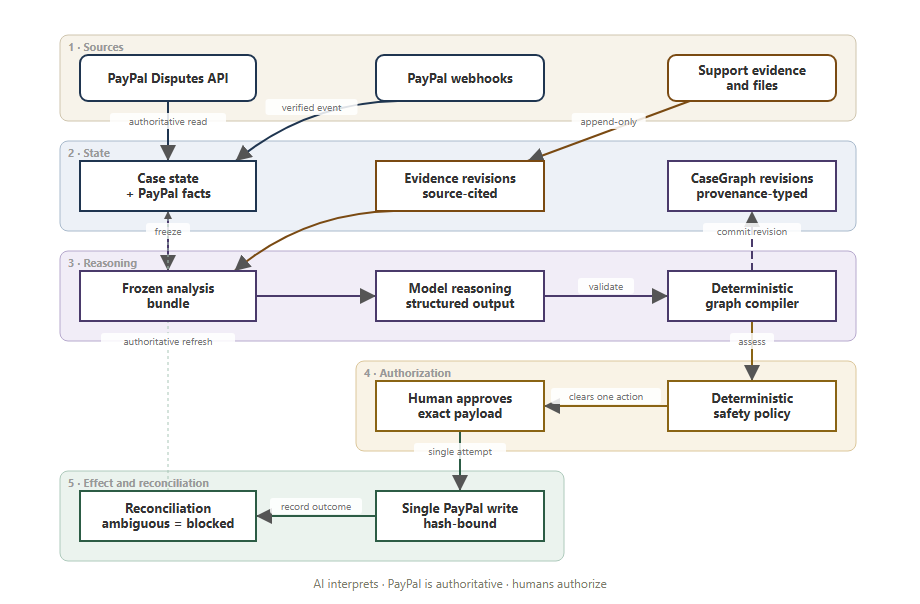 1 · Sources
PayPal Disputes API
PayPal webhooks
Support evidence
and files
verified event
authoritative read
append-only
2 · State
Case state
+ PayPal facts
Evidence revisions
source-cited
CaseGraph revisions
provenance-typed
freeze
commit revision
3 · Reasoning
Frozen analysis
bundle
Model reasoning
structured output
validate
Deterministic
graph compiler
authoritative refresh
assess
4 · Authorization
Human approves
exact payload
clears one action
Deterministic
safety policy
single attempt
5 · Effect and reconciliation
Reconciliation
ambiguous = blocked
record outcome
Single PayPal write
hash-bound
AI interprets · PayPal is authoritative · humans authorize